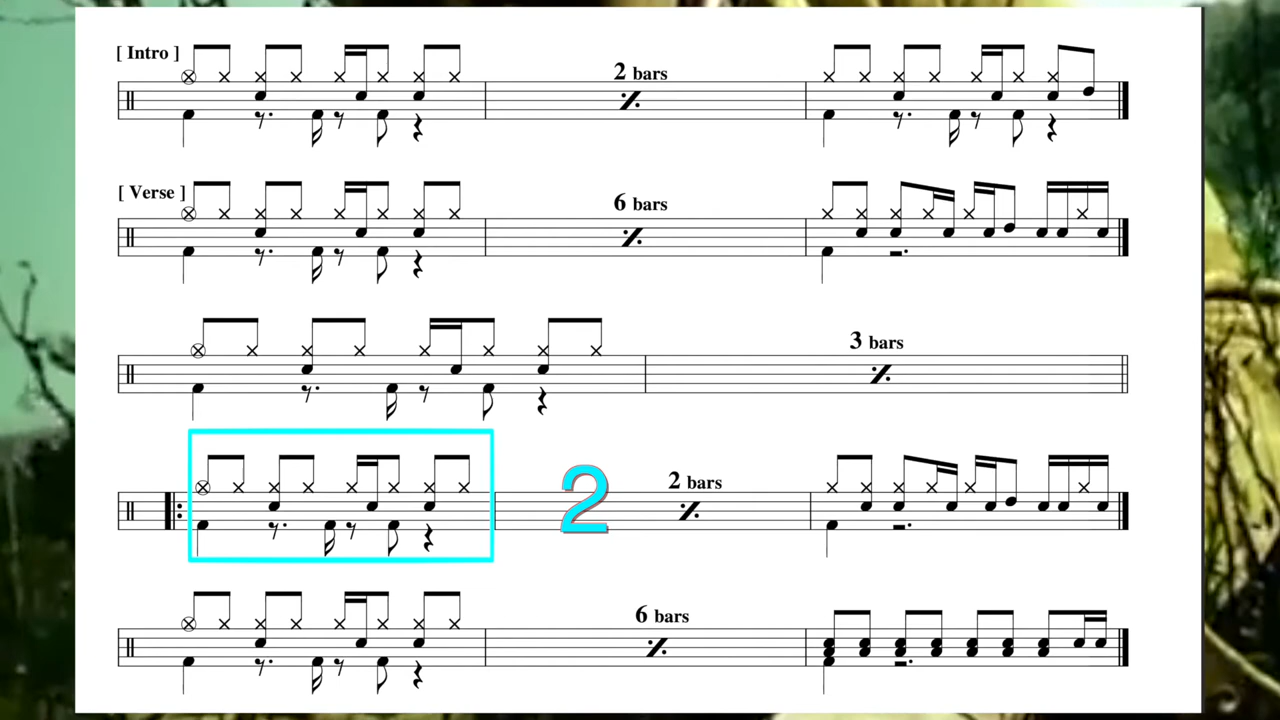 [ Intro ]
2 bars
[ Verse ]
6 bars
3 bars
2
2 bars
6 bars